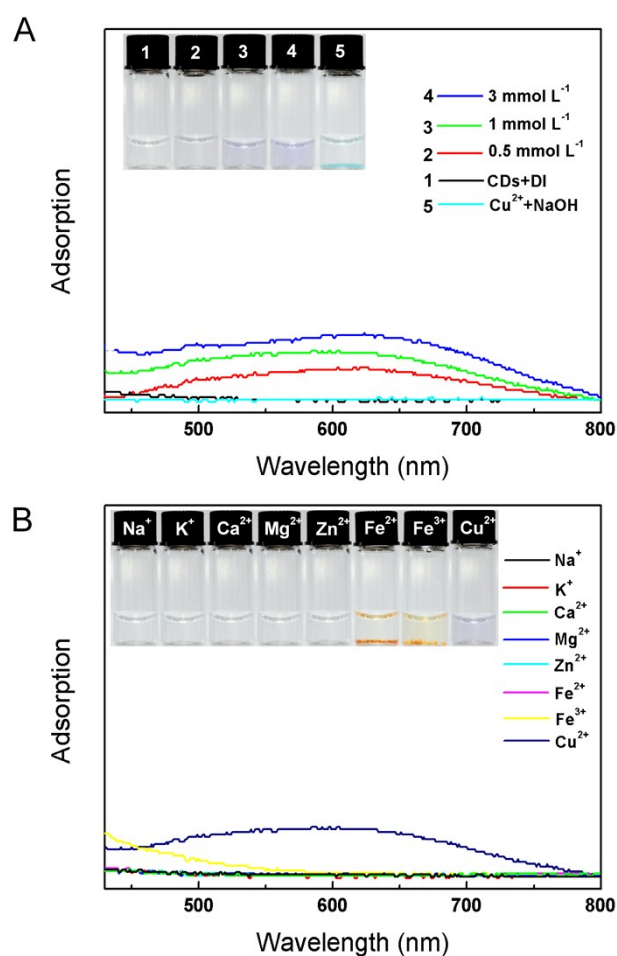 A
1 2 3 4 5
4 3 mmol L⁻¹
3 1 mmol L⁻¹
2 0.5 mmol L⁻¹
1 CDs+DI
5 Cu²⁺+NaOH
Adsorption
500 600 700 800
Wavelength (nm)
B
Na⁺ K⁺ Ca²⁺ Mg²⁺ Zn²⁺ Fe²⁺ Fe³⁺ Cu²⁺
Na⁺
K⁺
Ca²⁺
Mg²⁺
Zn²⁺
Fe²⁺
Fe³⁺
Cu²⁺
Adsorption
500 600 700 800
Wavelength (nm)